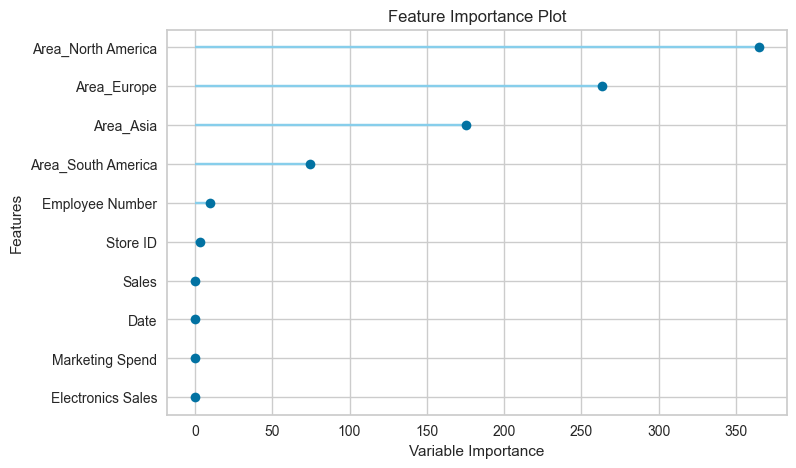 Feature Importance Plot
Features
Area_North America
Area_Europe
Area_Asia
Area_South America
Employee Number
Store ID
Sales
Date
Marketing Spend
Electronics Sales
0 50 100 150 200 250 300 350
Variable Importance